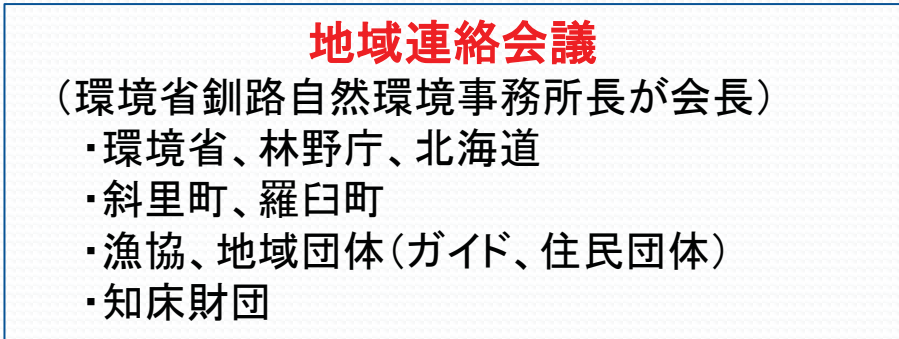 地域連絡会議
（環境省釧路自然環境事務所長が会長）
・環境省、林野庁、北海道
・斜里町、羅臼町
・漁協、地域団体（ガイド、住民団体）
・知床財団